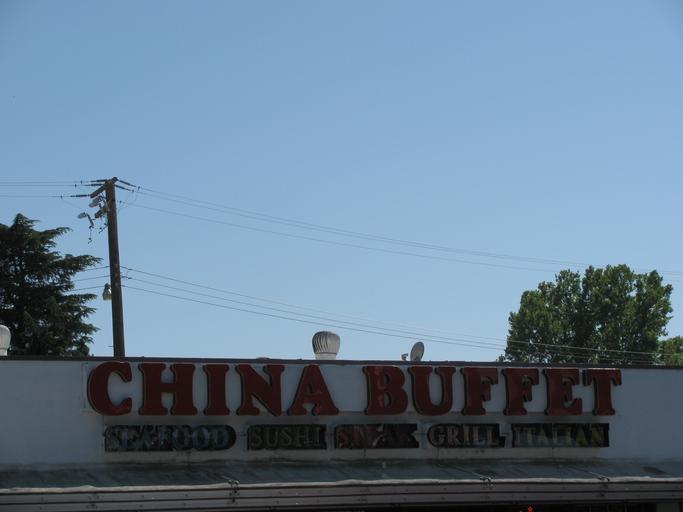 CHINA BUFFET
SEAFOOD SUSHI STEAK GRILL ITALIAN